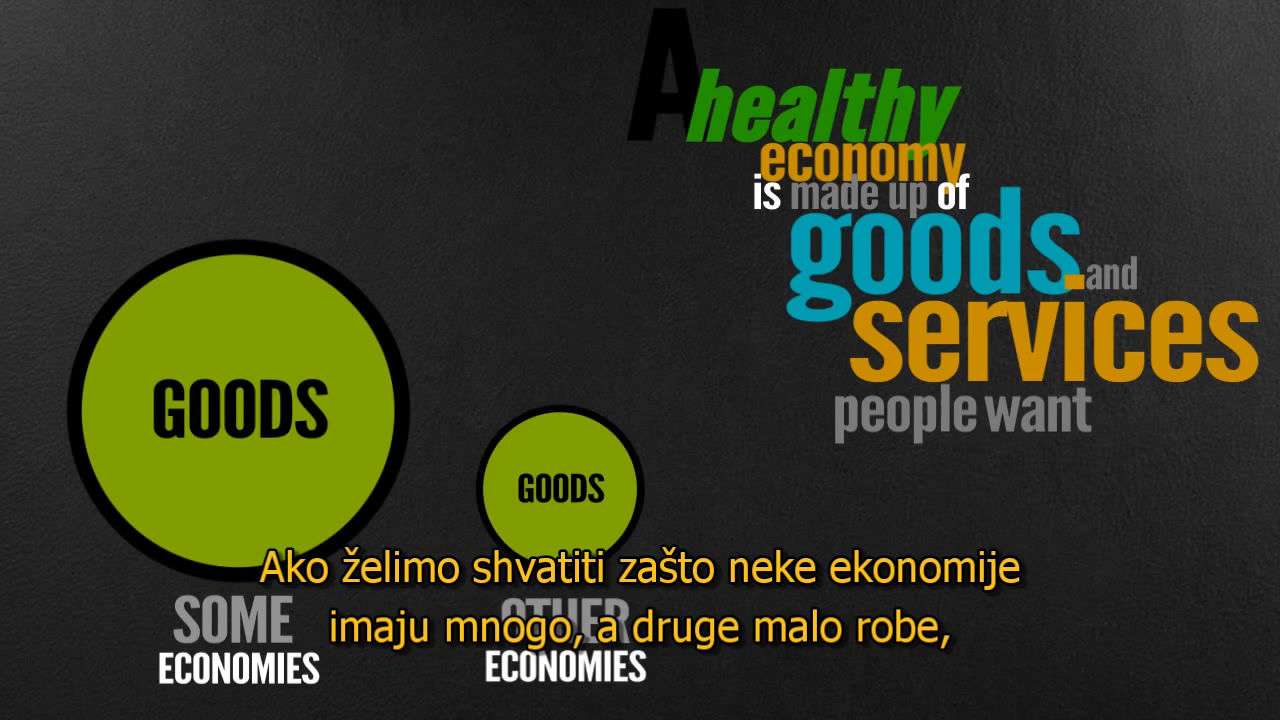 A healthy
economy
is made up of
goods and
services
people want
GOODS
GOODS
SOME
ECONOMIES
OTHER
ECONOMIES
Ako želimo shvatiti zašto neke ekonomije
imaju mnogo, a druge malo robe,